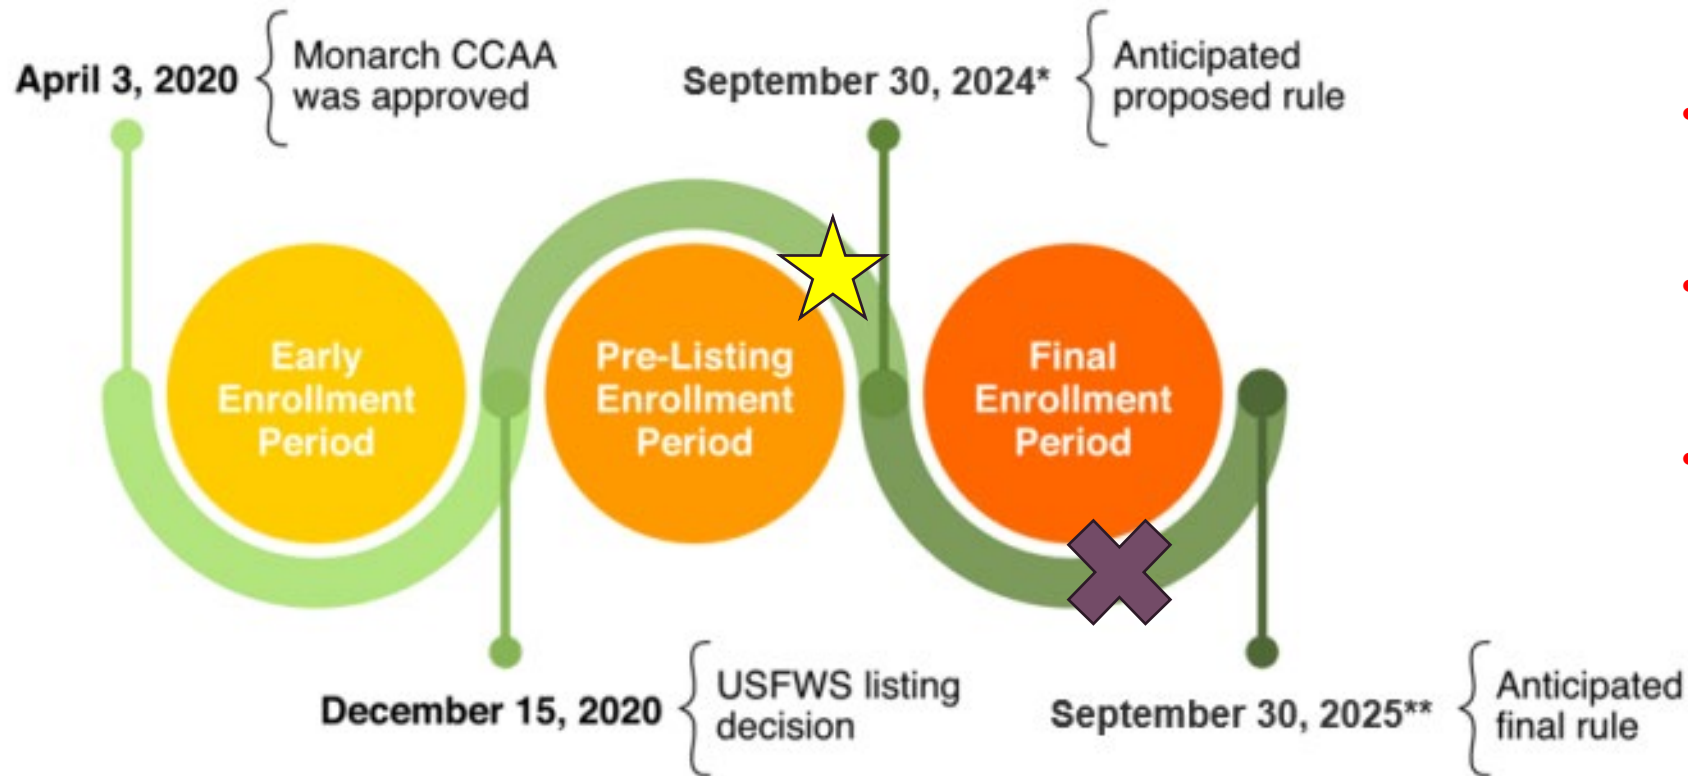 April 3, 2020
Monarch CCAA
was approved
September 30, 2024*
Anticipated
proposed rule
Early
Enrollment
Period
Pre-Listing
Enrollment
Period
Final
Enrollment
Period
December 15, 2020
USFWS listing
decision
September 30, 2025**
Anticipated
final rule